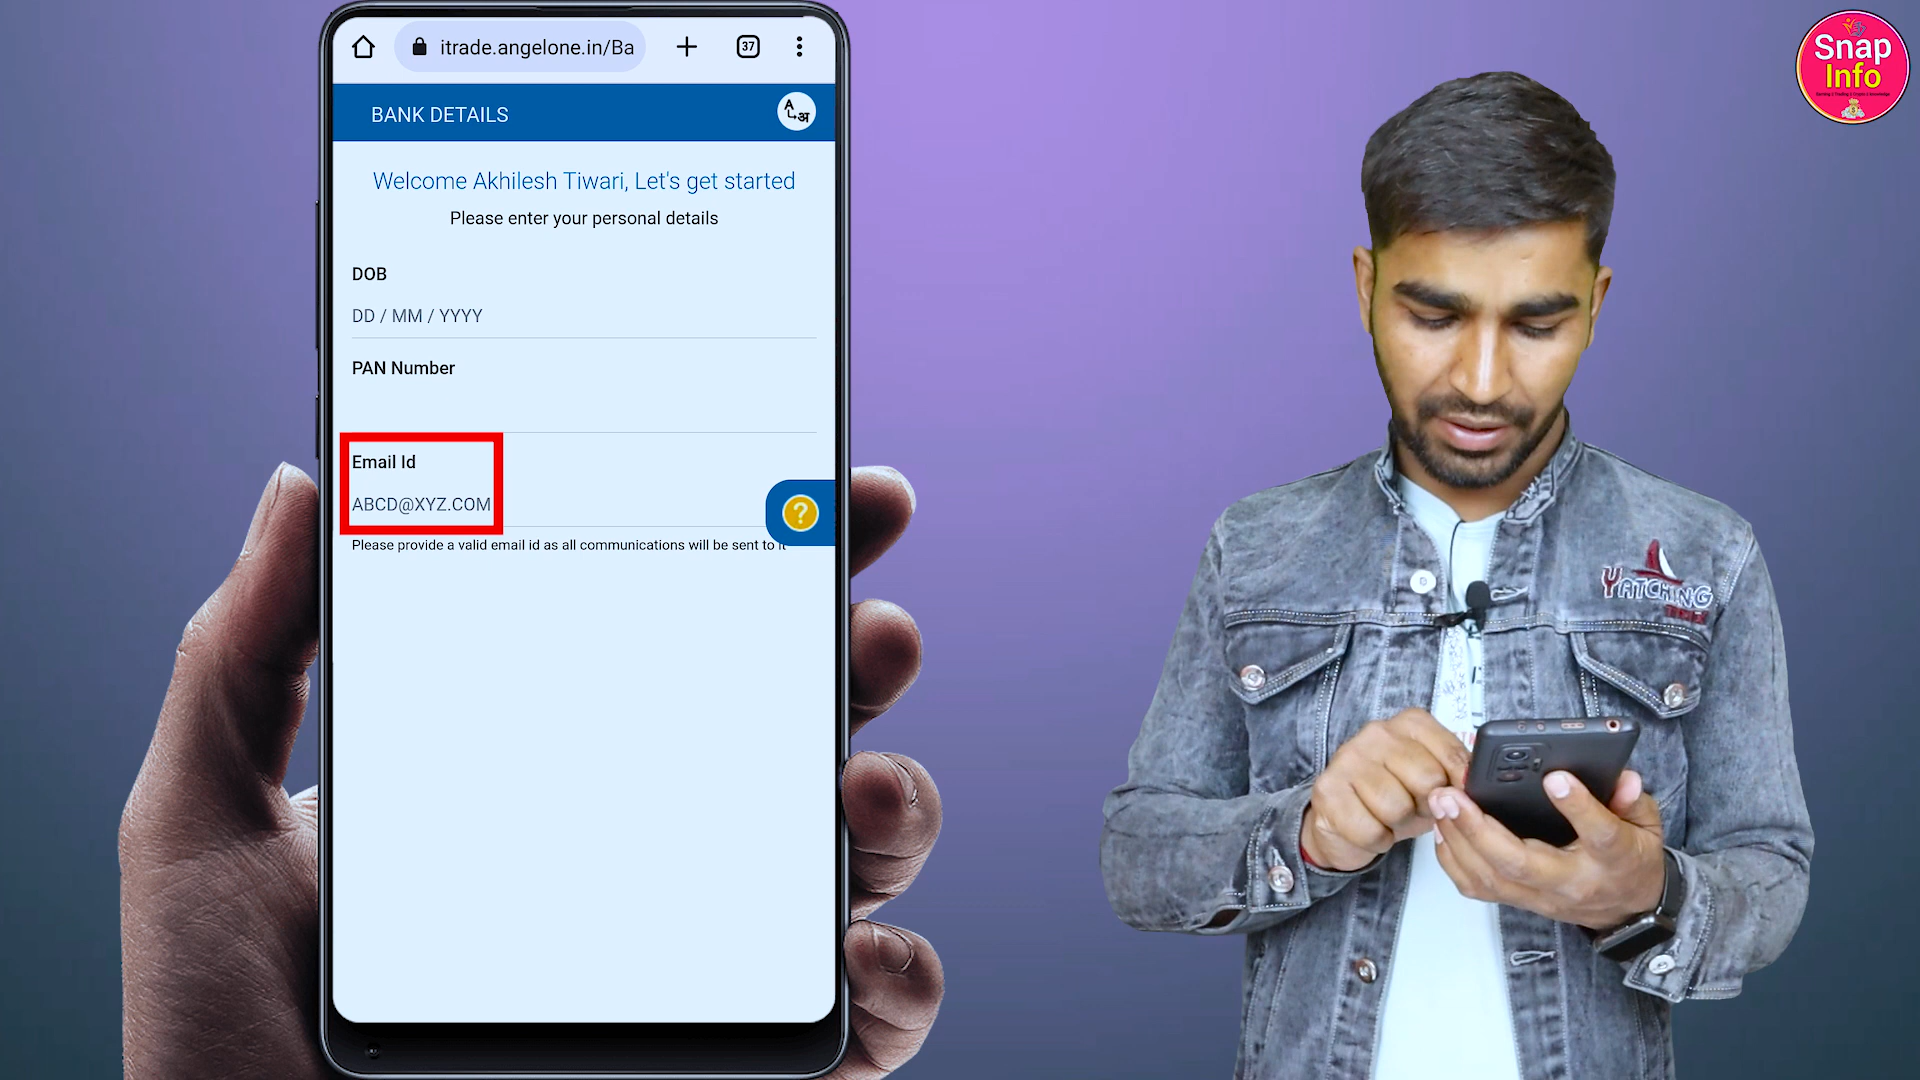 itrade.angelone.in/Ba
37
BANK DETAILS
A
अ
Welcome Akhilesh Tiwari, Let's get started
Please enter your personal details
DOB
DD / MM / YYYY
PAN Number
Email Id
ABCD@XYZ.COM
?
Please provide a valid email id as all communications will be sent to it
Snap
Info
YATCHING